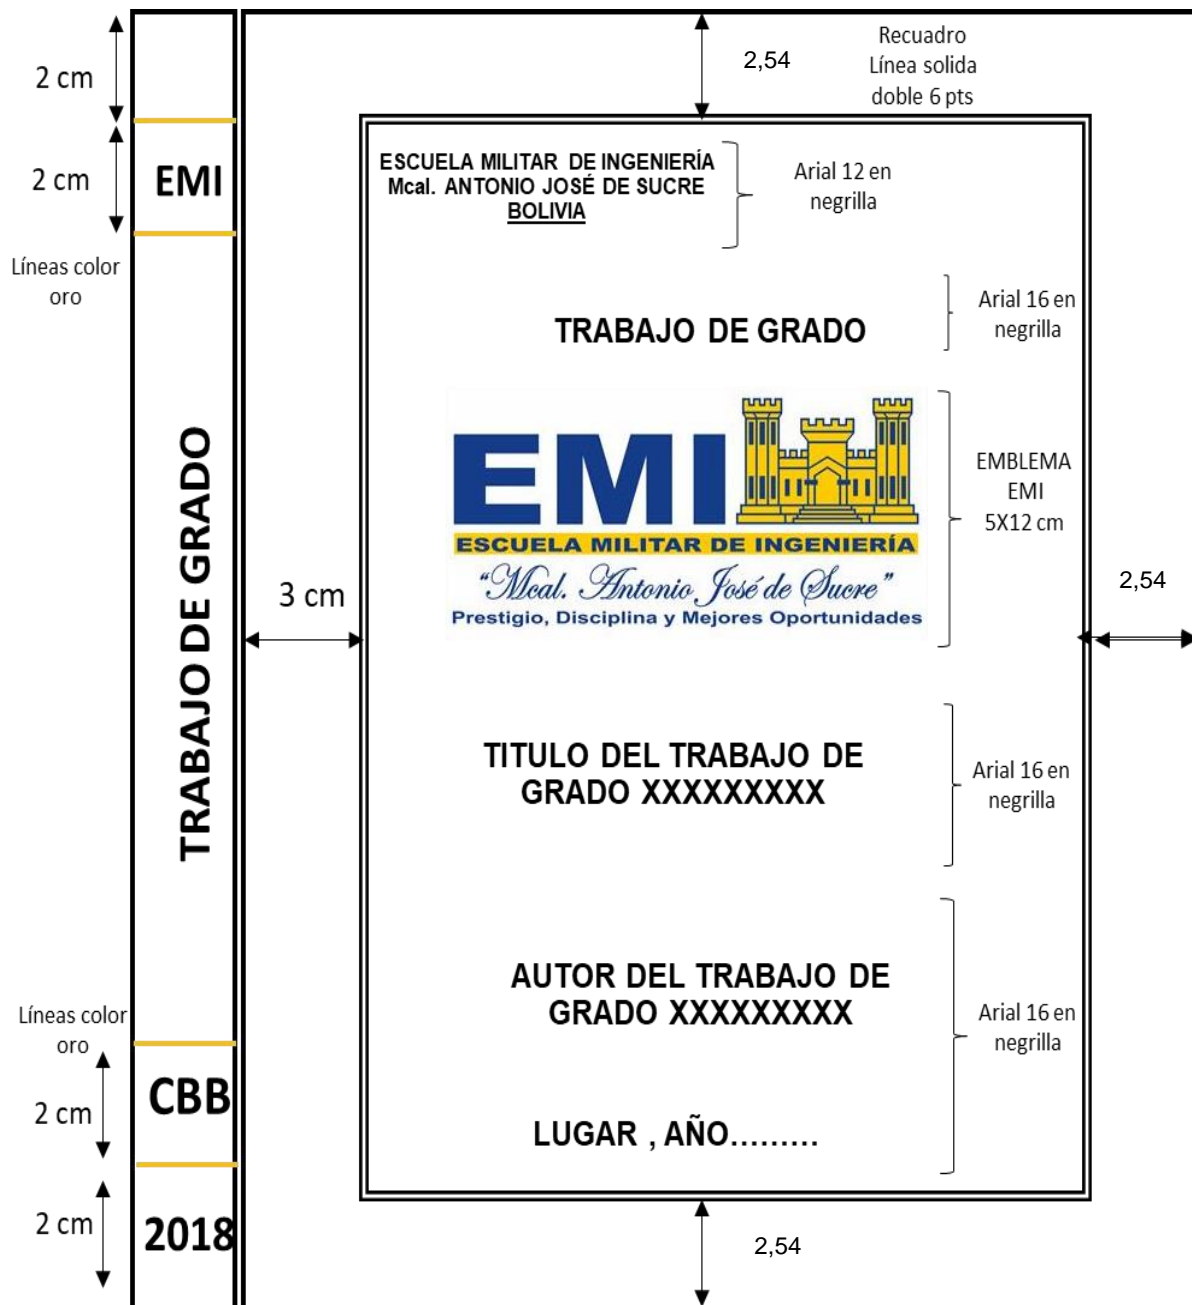 2 cm
2 cm
EMI
Líneas color
oro
TRABAJO DE GRADO
Líneas color
oro
2 cm
CBB
2 cm
2018
2,54
Recuadro
Línea solida
doble 6 pts
ESCUELA MILITAR DE INGENIERÍA
Mcal. ANTONIO JOSÉ DE SUCRE
BOLIVIA
Arial 12 en
negrilla
TRABAJO DE GRADO
Arial 16 en
negrilla
EMI
ESCUELA MILITAR DE INGENIERÍA
"Mcal. Antonio José de Sucre"
Prestigio, Disciplina y Mejores Oportunidades
EMBLEMA
EMI
5X12 cm
3 cm
2,54
TITULO DEL TRABAJO DE
GRADO XXXXXXXXX
Arial 16 en
negrilla
AUTOR DEL TRABAJO DE
GRADO XXXXXXXXX
Arial 16 en
negrilla
LUGAR , AÑO.........
2,54